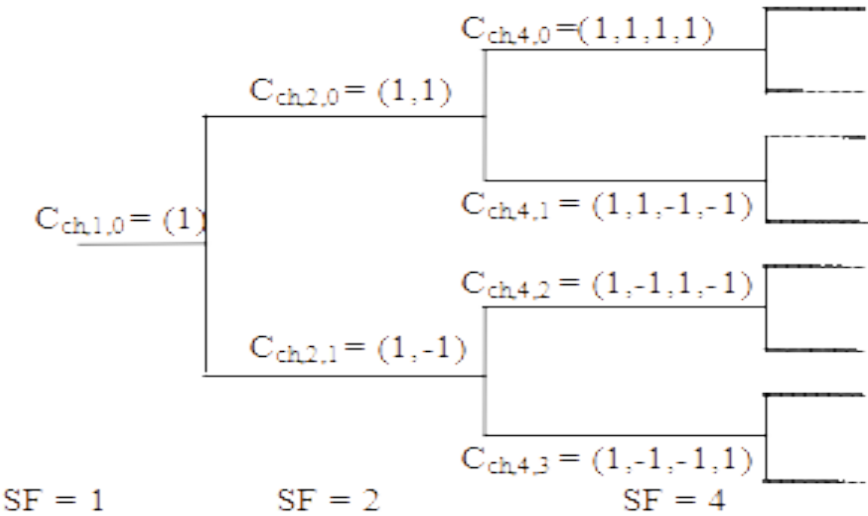 C_ch,4,0 =(1,1,1,1)
C_ch,2,0 = (1,1)
C_ch,1,0 = (1)
C_ch,4,1 = (1,1,-1,-1)
C_ch,4,2 = (1,-1,1,-1)
C_ch,2,1 = (1,-1)
C_ch,4,3 = (1,-1,-1,1)
SF = 1 SF = 2 SF = 4